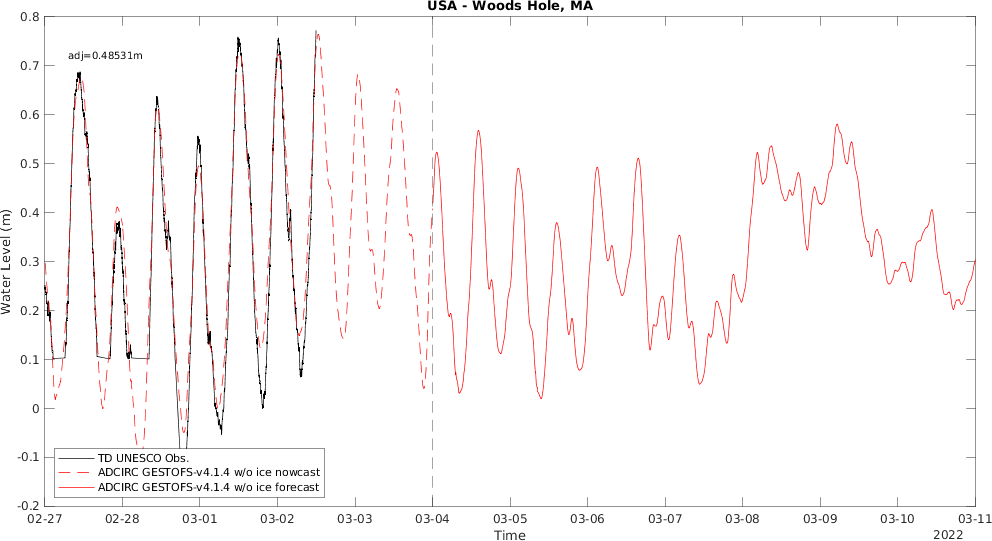 USA - Woods Hole, MA
adj=0.48531m
0.8
0.7
0.6
0.5
0.4
0.3
0.2
0.1
0
-0.1
-0.2
Water Level (m)
TD UNESCO Obs.
ADCIRC GESTOFS-v4.1.4 w/o ice nowcast
ADCIRC GESTOFS-v4.1.4 w/o ice forecast
02-27 02-28 03-01 03-02 03-03 03-04 03-05 03-06 03-07 03-08 03-09 03-10 03-11
Time
2022